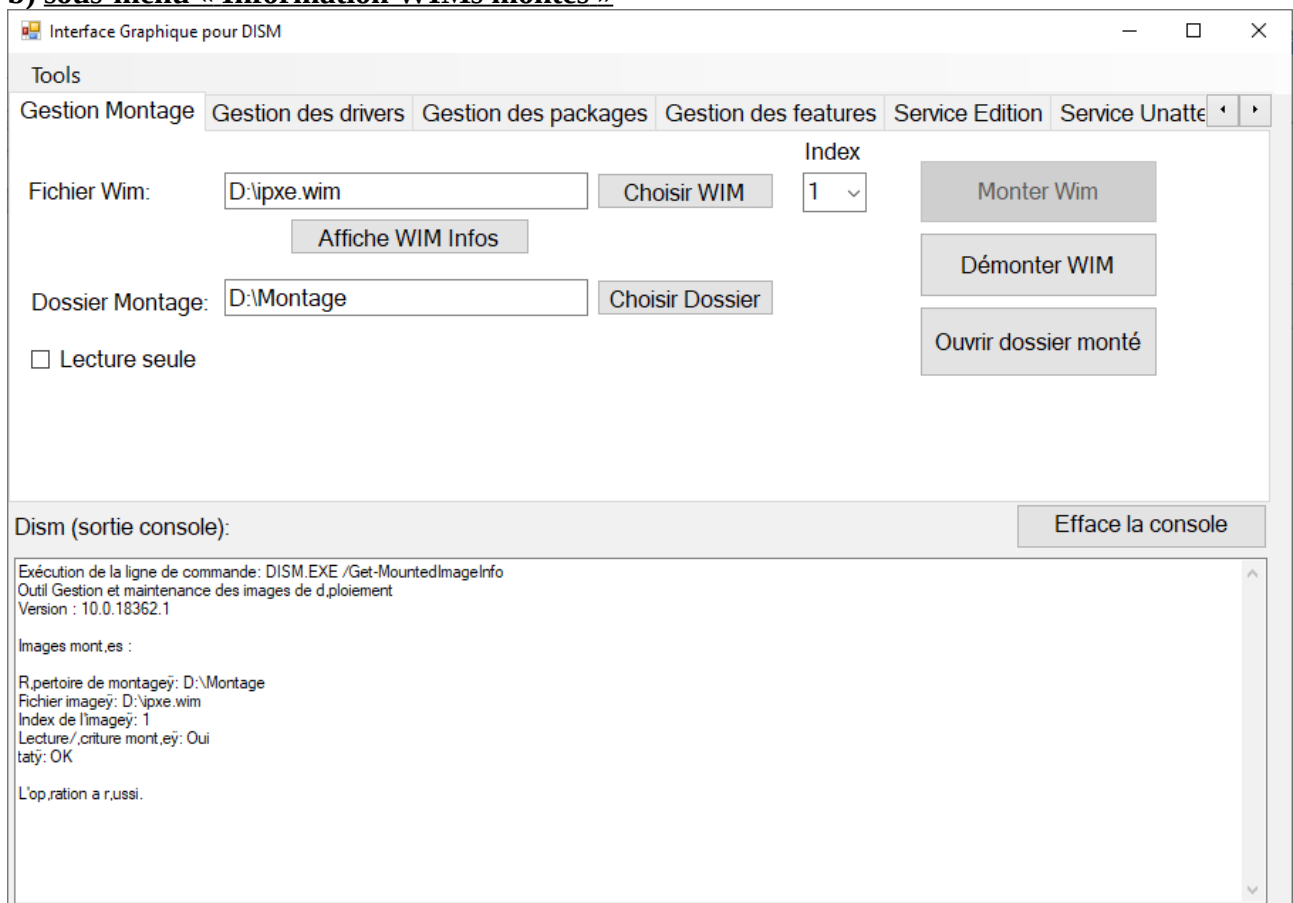 b) sous-menu « Information WIMs montés »
Interface Graphique pour DISM
Tools
Gestion Montage Gestion des drivers Gestion des packages Gestion des features Service Edition Service Unatte
Index
Fichier Wim: D:\ipxe.wim Choisir WIM 1 Monter Wim
Affiche WIM Infos
Démonter WIM
Dossier Montage: D:\Montage Choisir Dossier
Ouvrir dossier monté
Lecture seule
Dism (sortie console): Efface la console
Exécution de la ligne de commande: DISM.EXE /Get-MountedImageInfo
Outil Gestion et maintenance des images de d‚ploiement
Version : 10.0.18362.1
Images mont‚es :
R‚pertoire de montageÿ: D:\Montage
Fichier imageÿ: D:\ipxe.wim
Index de l'imageÿ: 1
Lecture/‚criture mont‚eÿ: Oui
tatÿ: OK
L'op‚ration a r‚ussi.